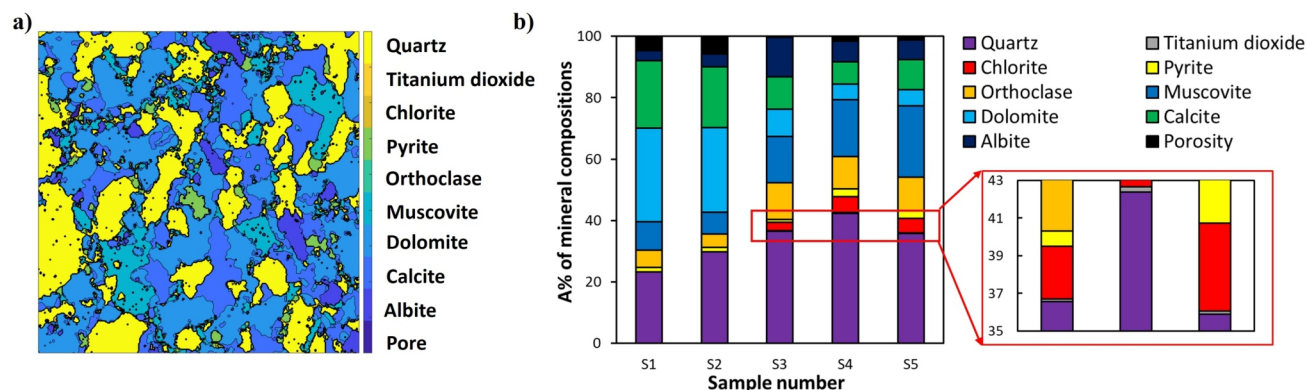 a)
Quartz
Titanium dioxide
Chlorite
Pyrite
Orthoclase
Muscovite
Dolomite
Calcite
Albite
Pore
b)
A% of mineral compositions
100
80
60
40
20
0
S1 S2 S3 S4 S5
Sample number
Quartz Titanium dioxide
Chlorite Pyrite
Orthoclase Muscovite
Dolomite Calcite
Albite Porosity
43
41
39
37
35